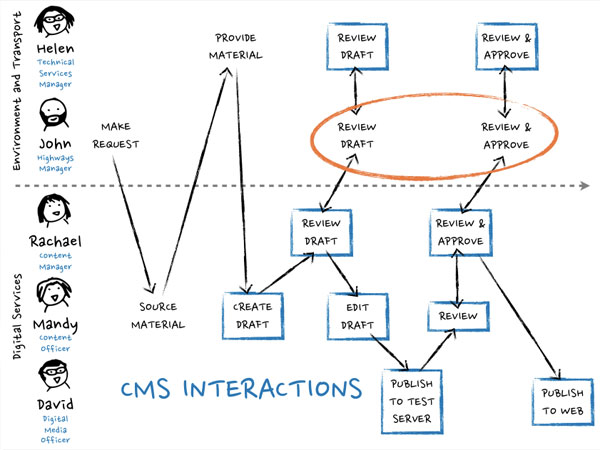 Environment and Transport
Helen
Technical
Services
Manager
PROVIDE
MATERIAL
REVIEW
DRAFT
REVIEW &
APPROVE
John
Highways
Manager
MAKE
REQUEST
REVIEW
DRAFT
REVIEW &
APPROVE
Digital Services
Rachael
Content
Manager
REVIEW
DRAFT
REVIEW &
APPROVE
Mandy
Content
Officer
SOURCE
MATERIAL
CREATE
DRAFT
EDIT
DRAFT
REVIEW
David
Digital
Media
Officer
CMS INTERACTIONS
PUBLISH
TO TEST
SERVER
PUBLISH
TO WEB